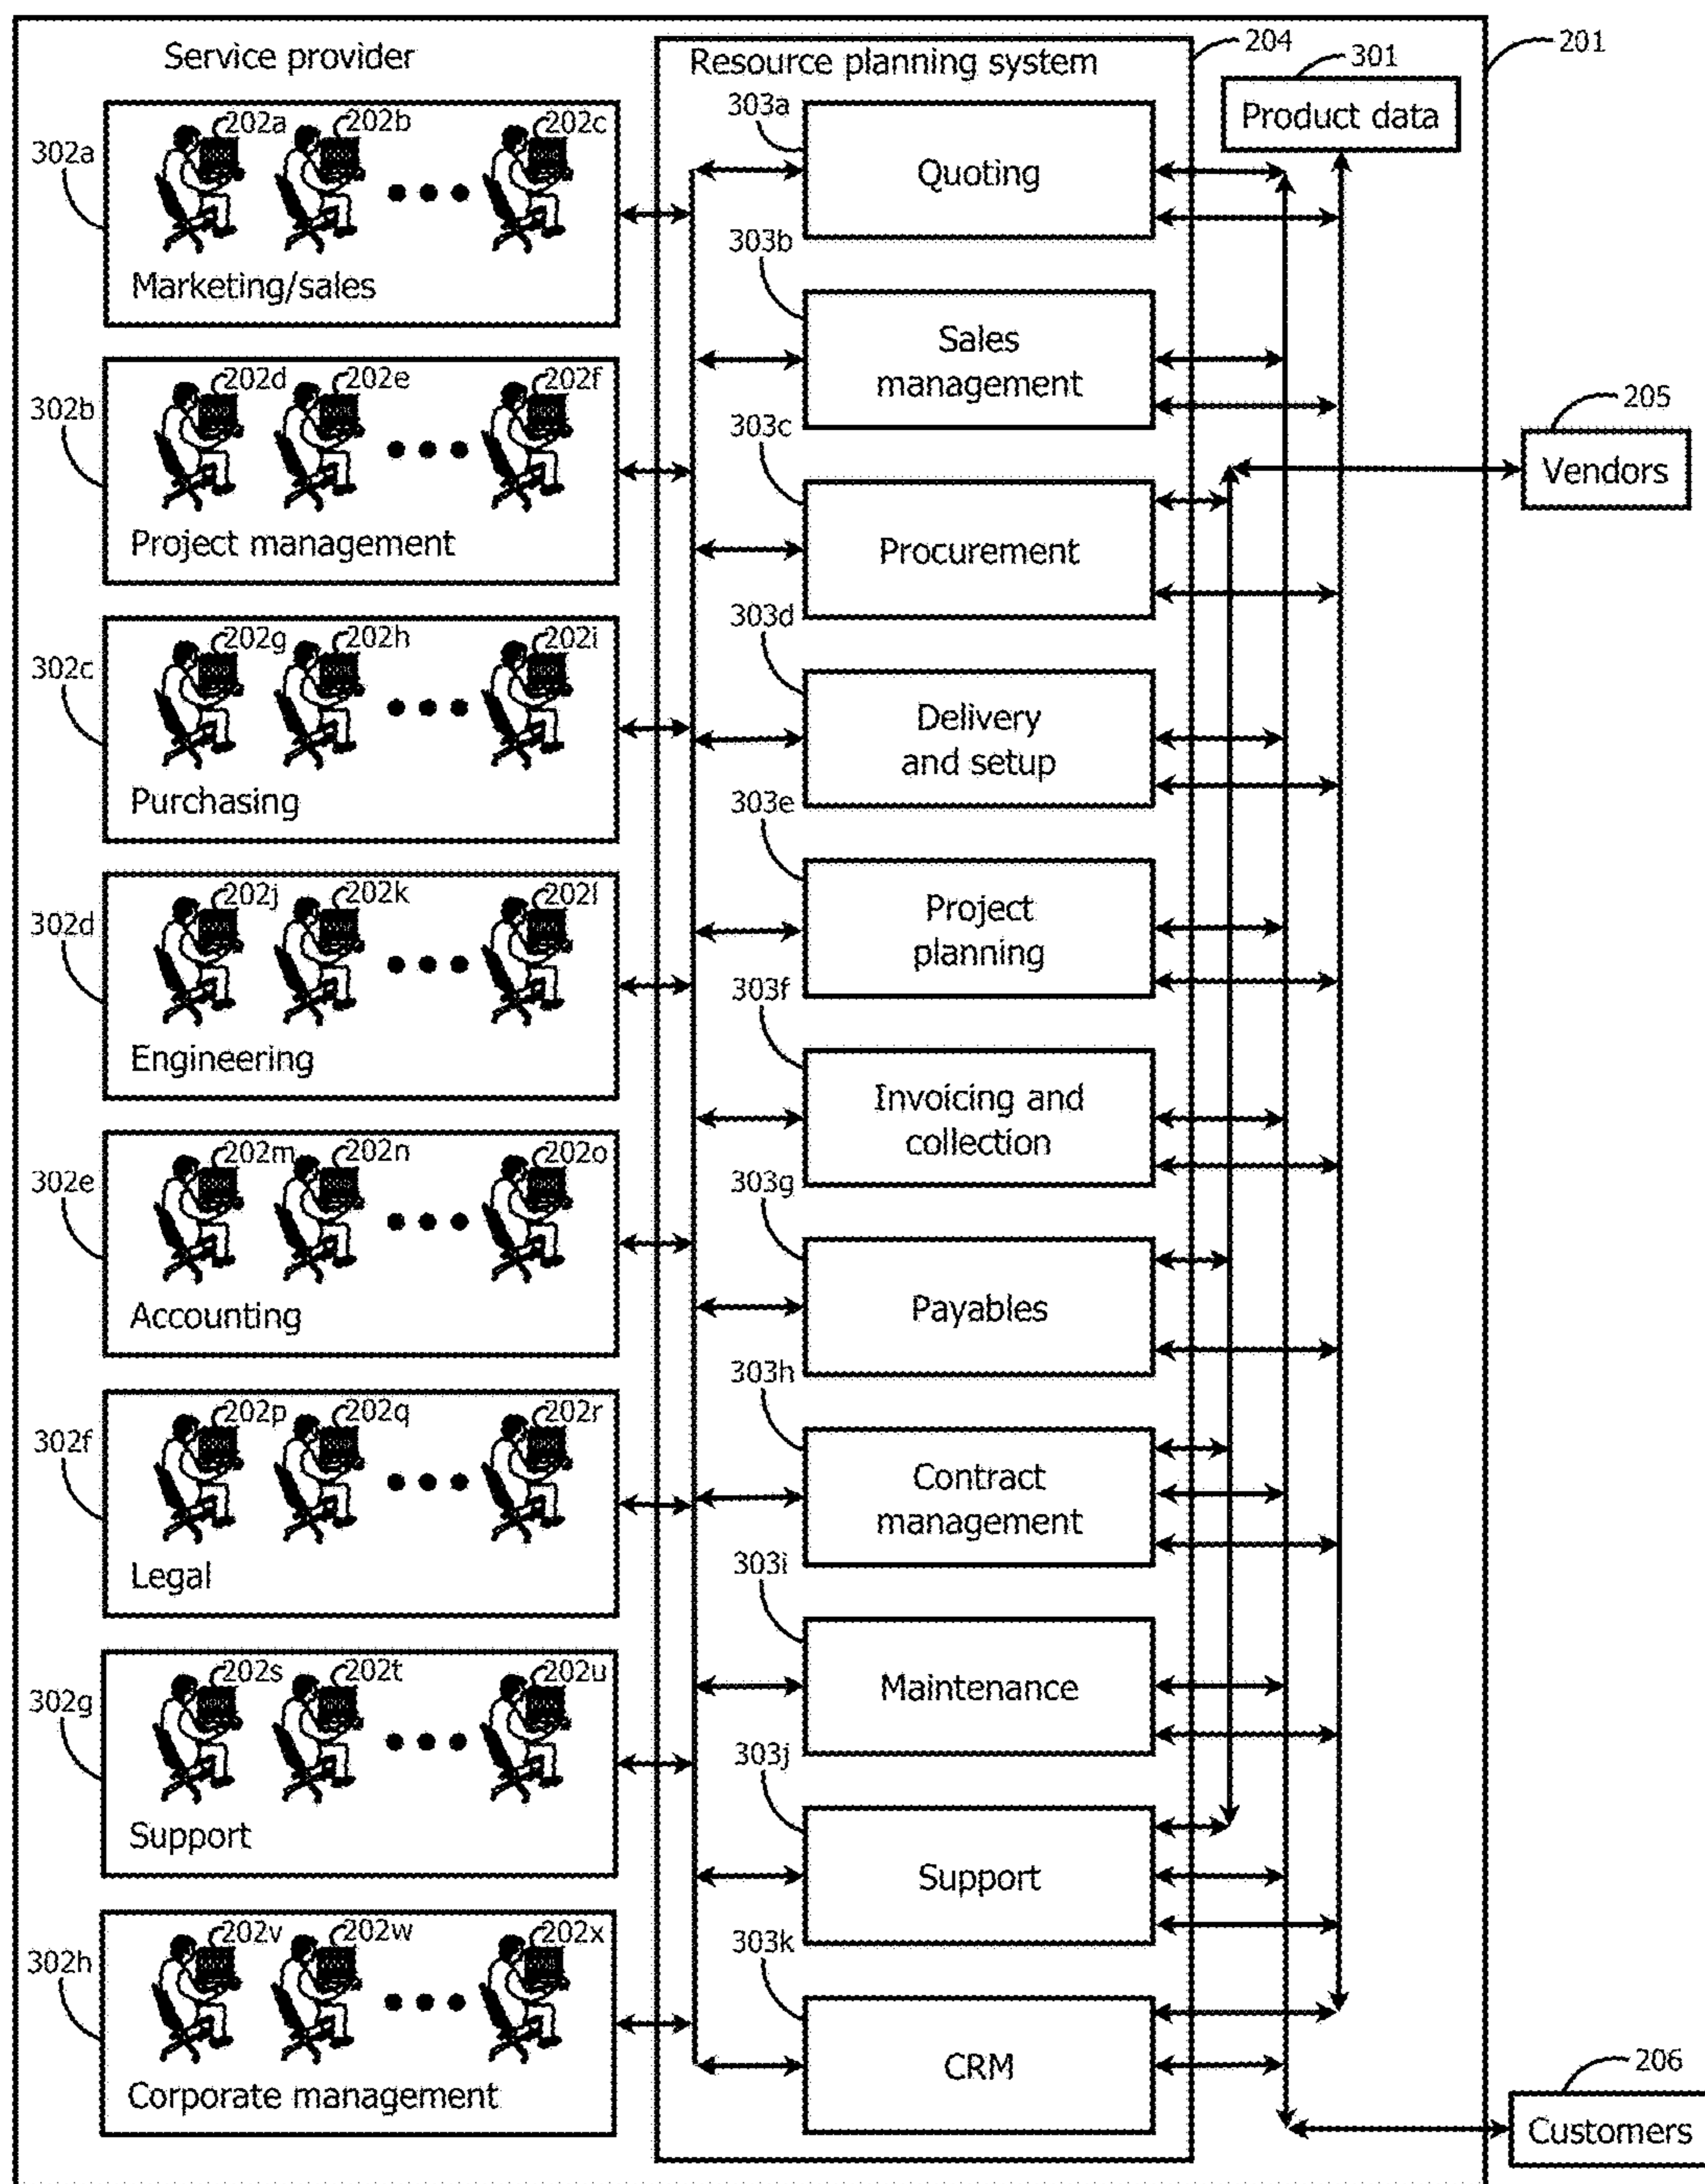 Service provider
Resource planning system
204
201
301
Product data
302a
202a
202b
202c
Marketing/sales
303a
Quoting
302b
202d
202e
202f
Project management
303b
Sales
management
205
Vendors
302c
202g
202h
202i
Purchasing
303c
Procurement
303d
Delivery
and setup
302d
202j
202k
202l
Engineering
303e
Project
planning
303f
Invoicing and
collection
302e
202m
202n
202o
Accounting
303g
Payables
302f
202p
202q
202r
Legal
303h
Contract
management
303i
Maintenance
302g
202s
202t
202u
Support
303j
Support
302h
202v
202w
202x
Corporate management
303k
CRM
206
Customers